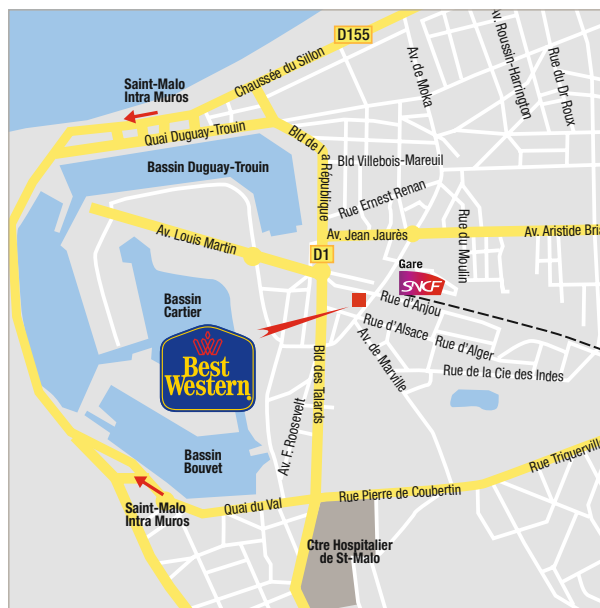 D155
Saint-Malo
Intra Muros
Chaussée du Sillon
Av. de Moka
Av. Roussin-Harrington
Rue du Dr Roux
Quai Duguay-Trouin
Bld de la République
Bassin Duguay-Trouin
Bld Villebois-Mareuil
Rue Ernest Renan
Av. Louis Martin
Av. Jean Jaurès
Rue du Moulin
Av. Aristide Bria
D1
Gare
SNCF
Bassin
Cartier
Rue d'Anjou
Rue d'Alsace
Rue d'Alger
Best
Western
Bld des Talards
Av. de Marville
Rue de la Cie des Indes
Av. F. Roosevelt
Bassin
Bouvet
Rue Triquervill
Saint-Malo
Intra Muros
Quai du Val
Rue Pierre de Coubertin
Ctre Hospitalier
de St-Malo